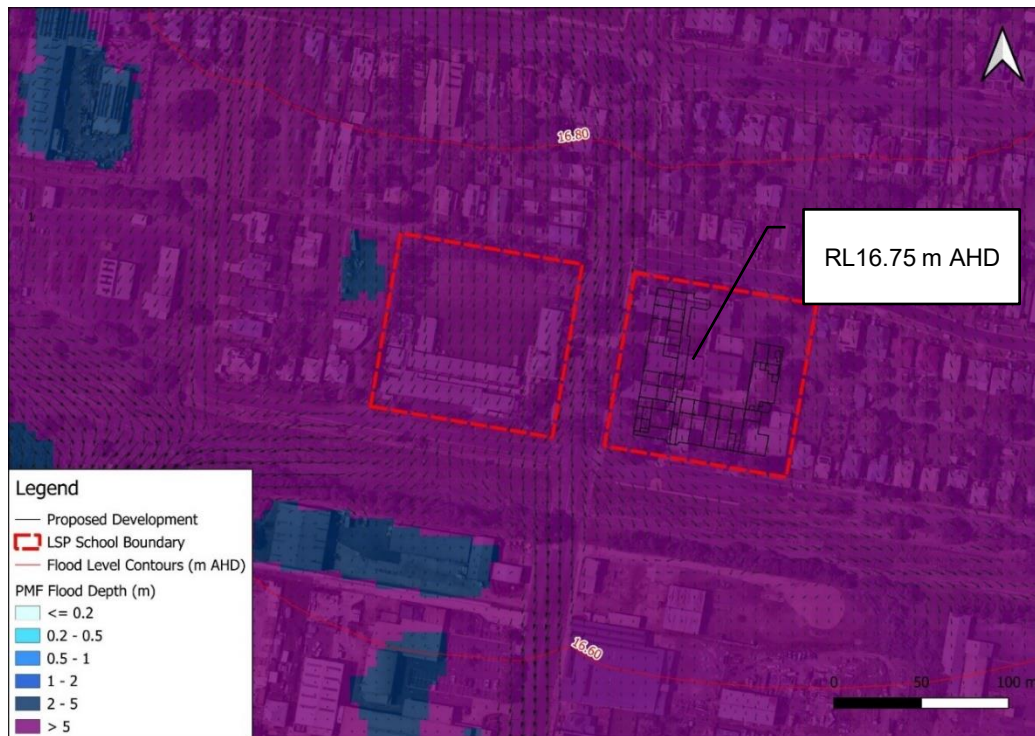 16.80
1
RL16.75 m AHD
Legend
Proposed Development
LSP School Boundary
Flood Level Contours (m AHD)
PMF Flood Depth (m)
<= 0.2
0.2 - 0.5
0.5 - 1
1 - 2
2 - 5
> 5
16.60
0 50 100 m